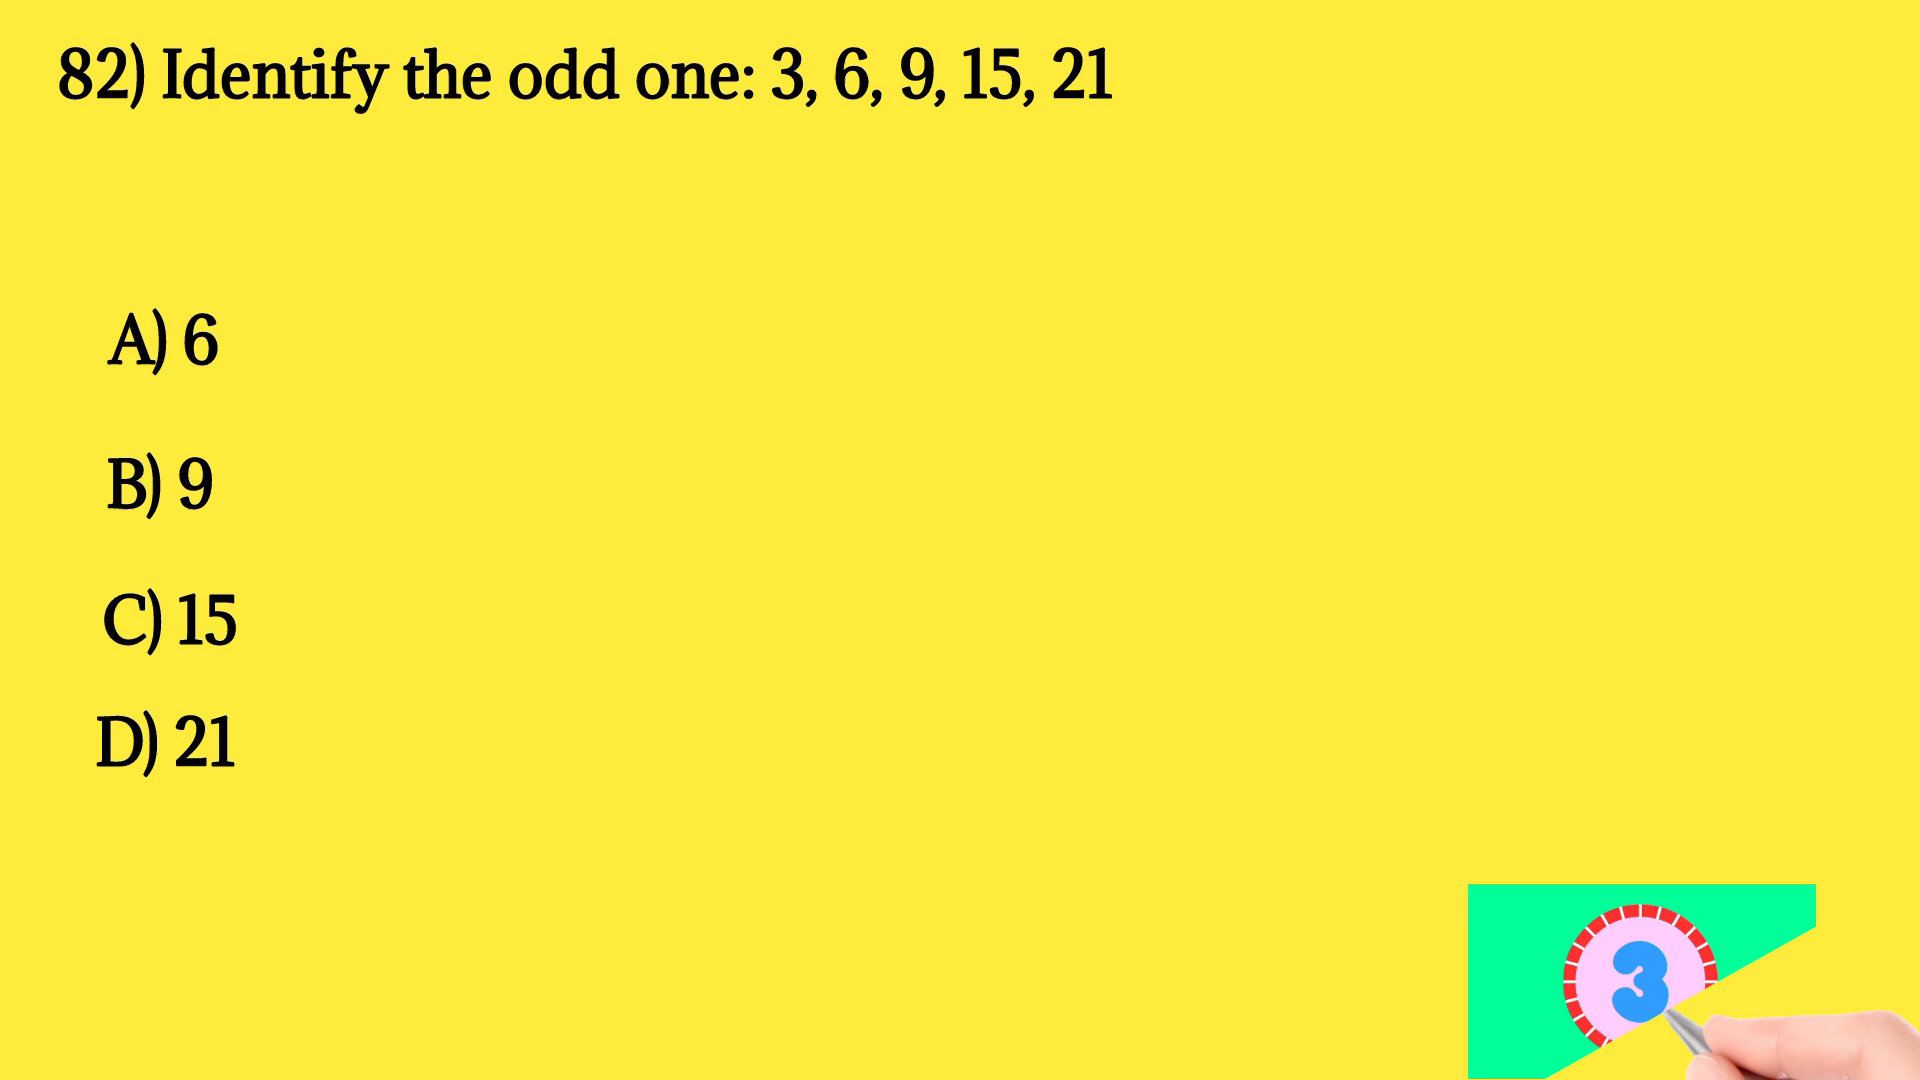 82) Identify the odd one: 3, 6, 9, 15, 21
A) 6
B) 9
C) 15
D) 21
3